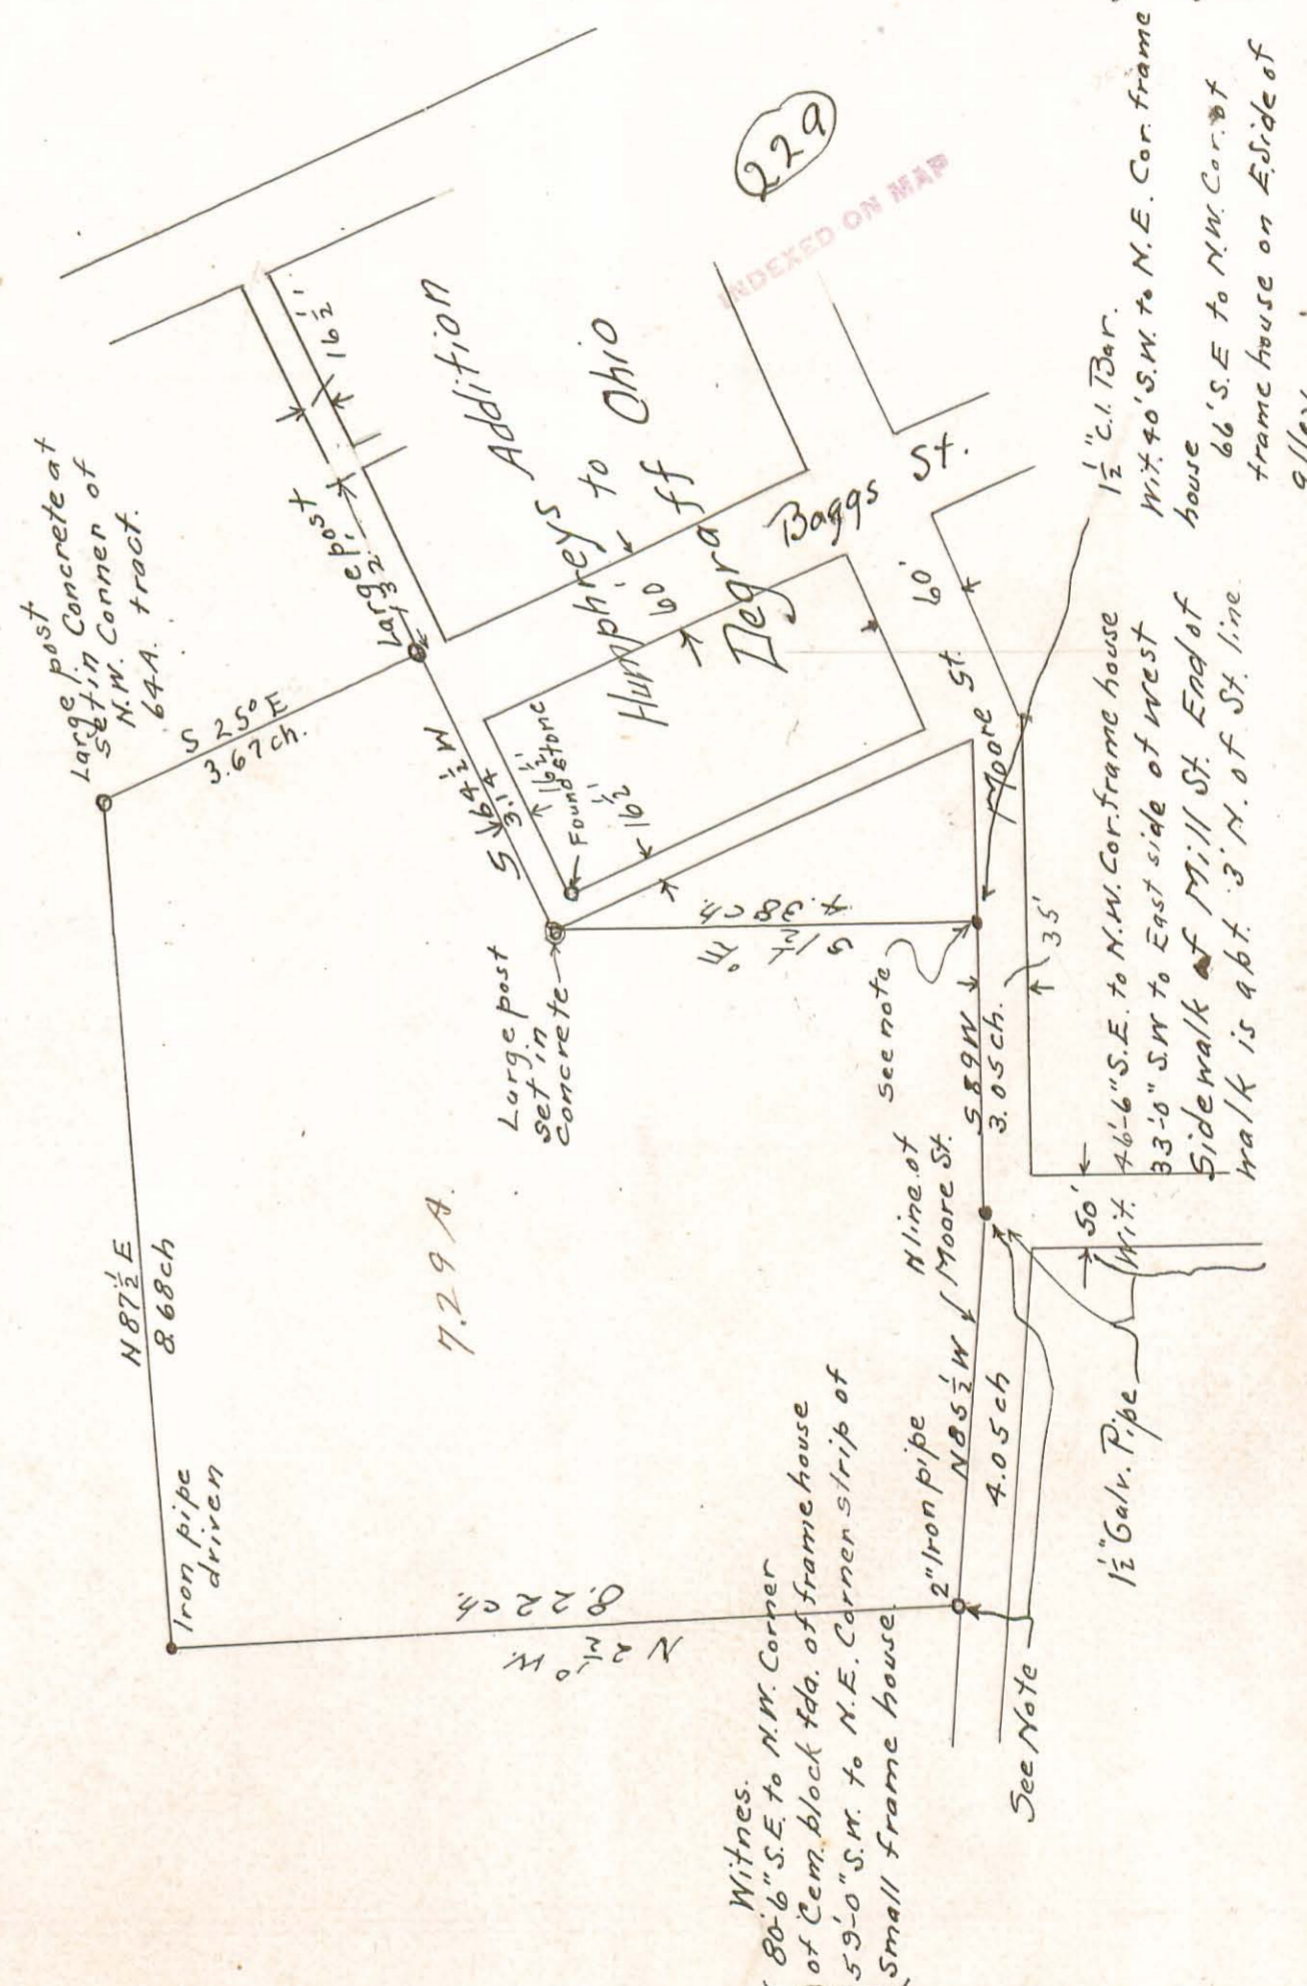 Large post
set in Concrete at
N.W. Corner of
64A. tract.
N 87½ E
8.68 ch
S 25° E
3.67 ch.
Large post
1.32
16½'
Humphreys Addition
to
Degraff Ohio
229
INDEXED ON MAP
S 64½ W
3.14
16½'
Found stone
16½'
60'
Baggs St.
60'
Moore St.
Large post
set in
Concrete
S 1½° E
4.38 ch.
See note
7.29 A.
Iron pipe
driven
N 2½° W.
8.22 ch.
N line of
Moore St.
S 89 W
3.05 ch.
35'
N 85½ W
4.05 ch
2" Iron pipe
50'
See Note
1½" Galv. Pipe
Witnes.
80'-6" S.E. to N.W. Corner
of Cem. block fda. of frame house
59'-0" S.W. to N.E. Corner strip of
Small frame house.
Wit.
46'-6" S.E. to N.W. Cor. frame house
33'-0" S.W to East side of west
Sidewalk of Mill St. End of
walk is abt. 3' N. of St. line
1½" C.I. Bar.
Wit. 40' S.W. to N.E. Cor. frame
house
66' S.E to N.W. Cor. of
frame house on E. Side of
alley.